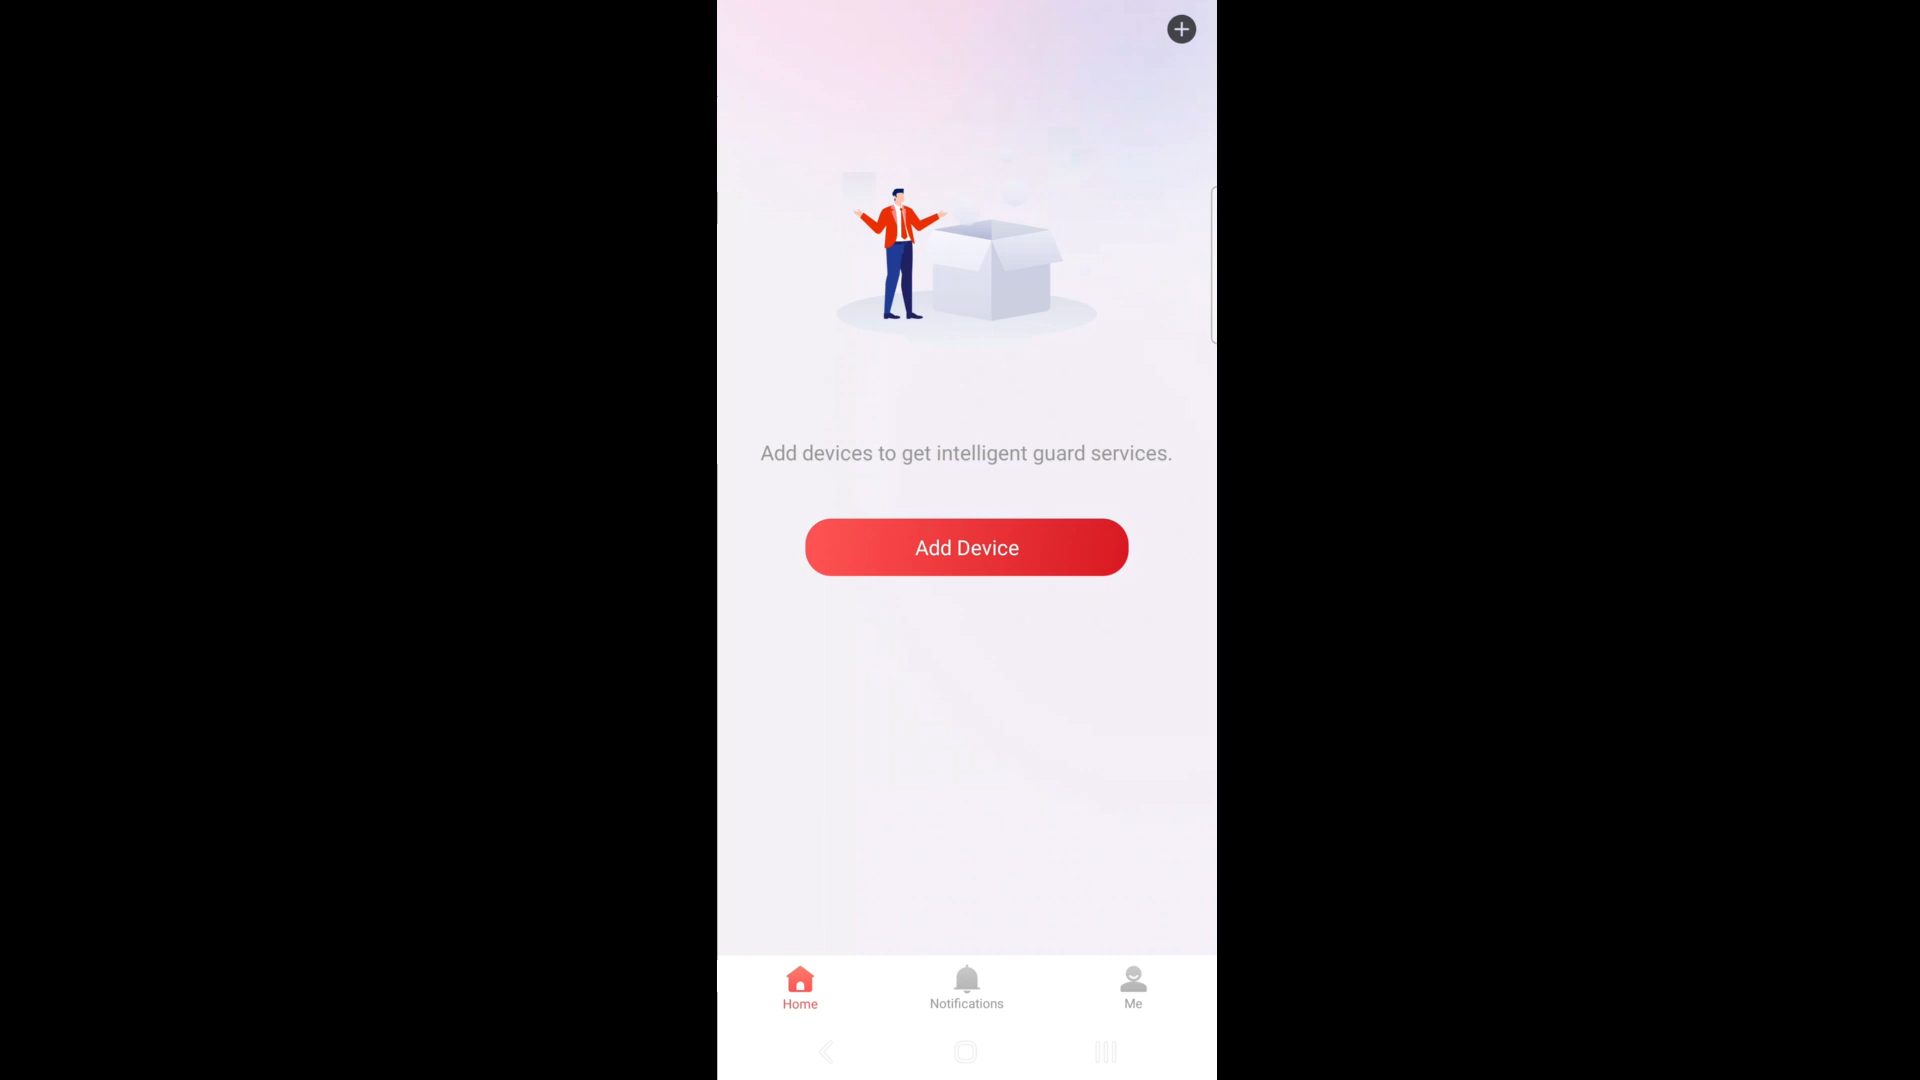 Add devices to get intelligent guard services.
Add Device
Home
Notifications
Me